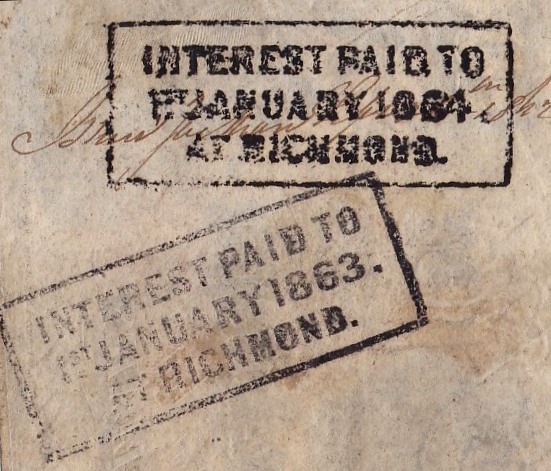 INTEREST PAID TO
1ST JANUARY 1864.
AT RICHMOND.
INTEREST PAID TO
1ST JANUARY 1863.
AT RICHMOND.